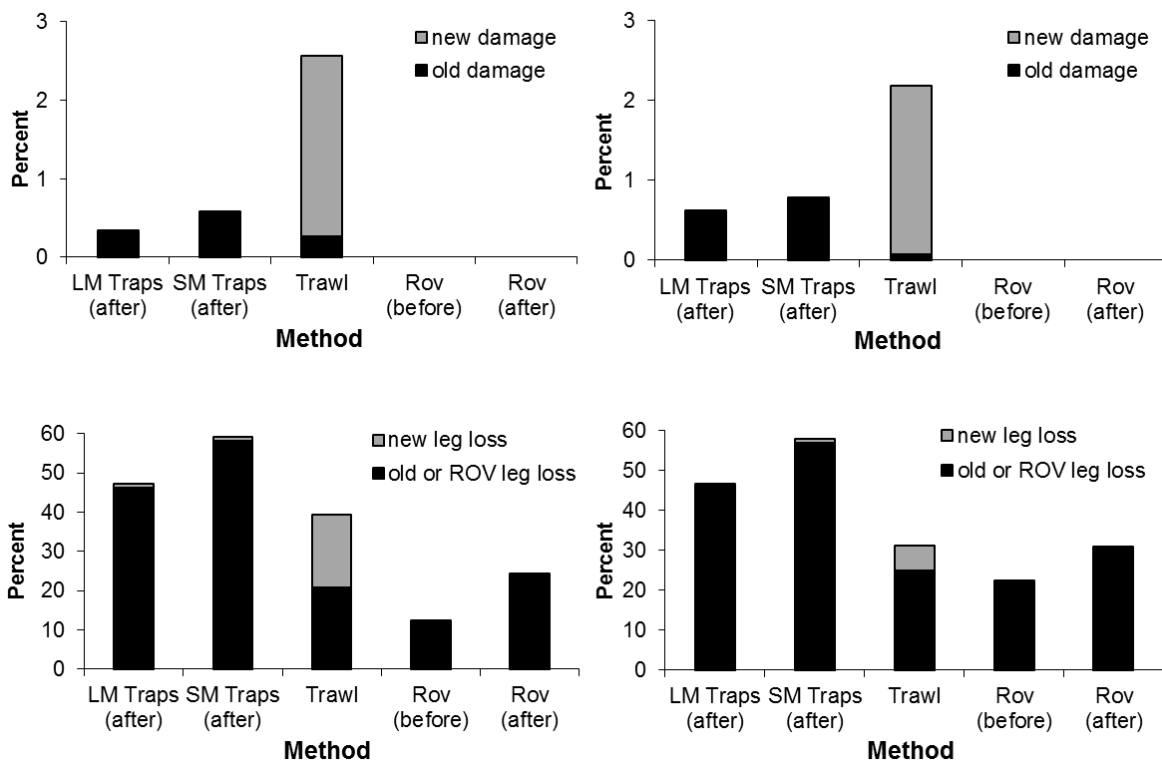 3
2
1
0
Percent
new damage
old damage
LM Traps
(after)
SM Traps
(after)
Trawl
Rov
(before)
Rov
(after)
Method
3
2
1
0
Percent
new damage
old damage
LM Traps
(after)
SM Traps
(after)
Trawl
Rov
(before)
Rov
(after)
Method
60
50
40
30
20
10
0
Percent
new leg loss
old or ROV leg loss
LM Traps
(after)
SM Traps
(after)
Trawl
Rov
(before)
Rov
(after)
Method
60
50
40
30
20
10
0
Percent
new leg loss
old or ROV leg loss
LM Traps
(after)
SM Traps
(after)
Trawl
Rov
(before)
Rov
(after)
Method